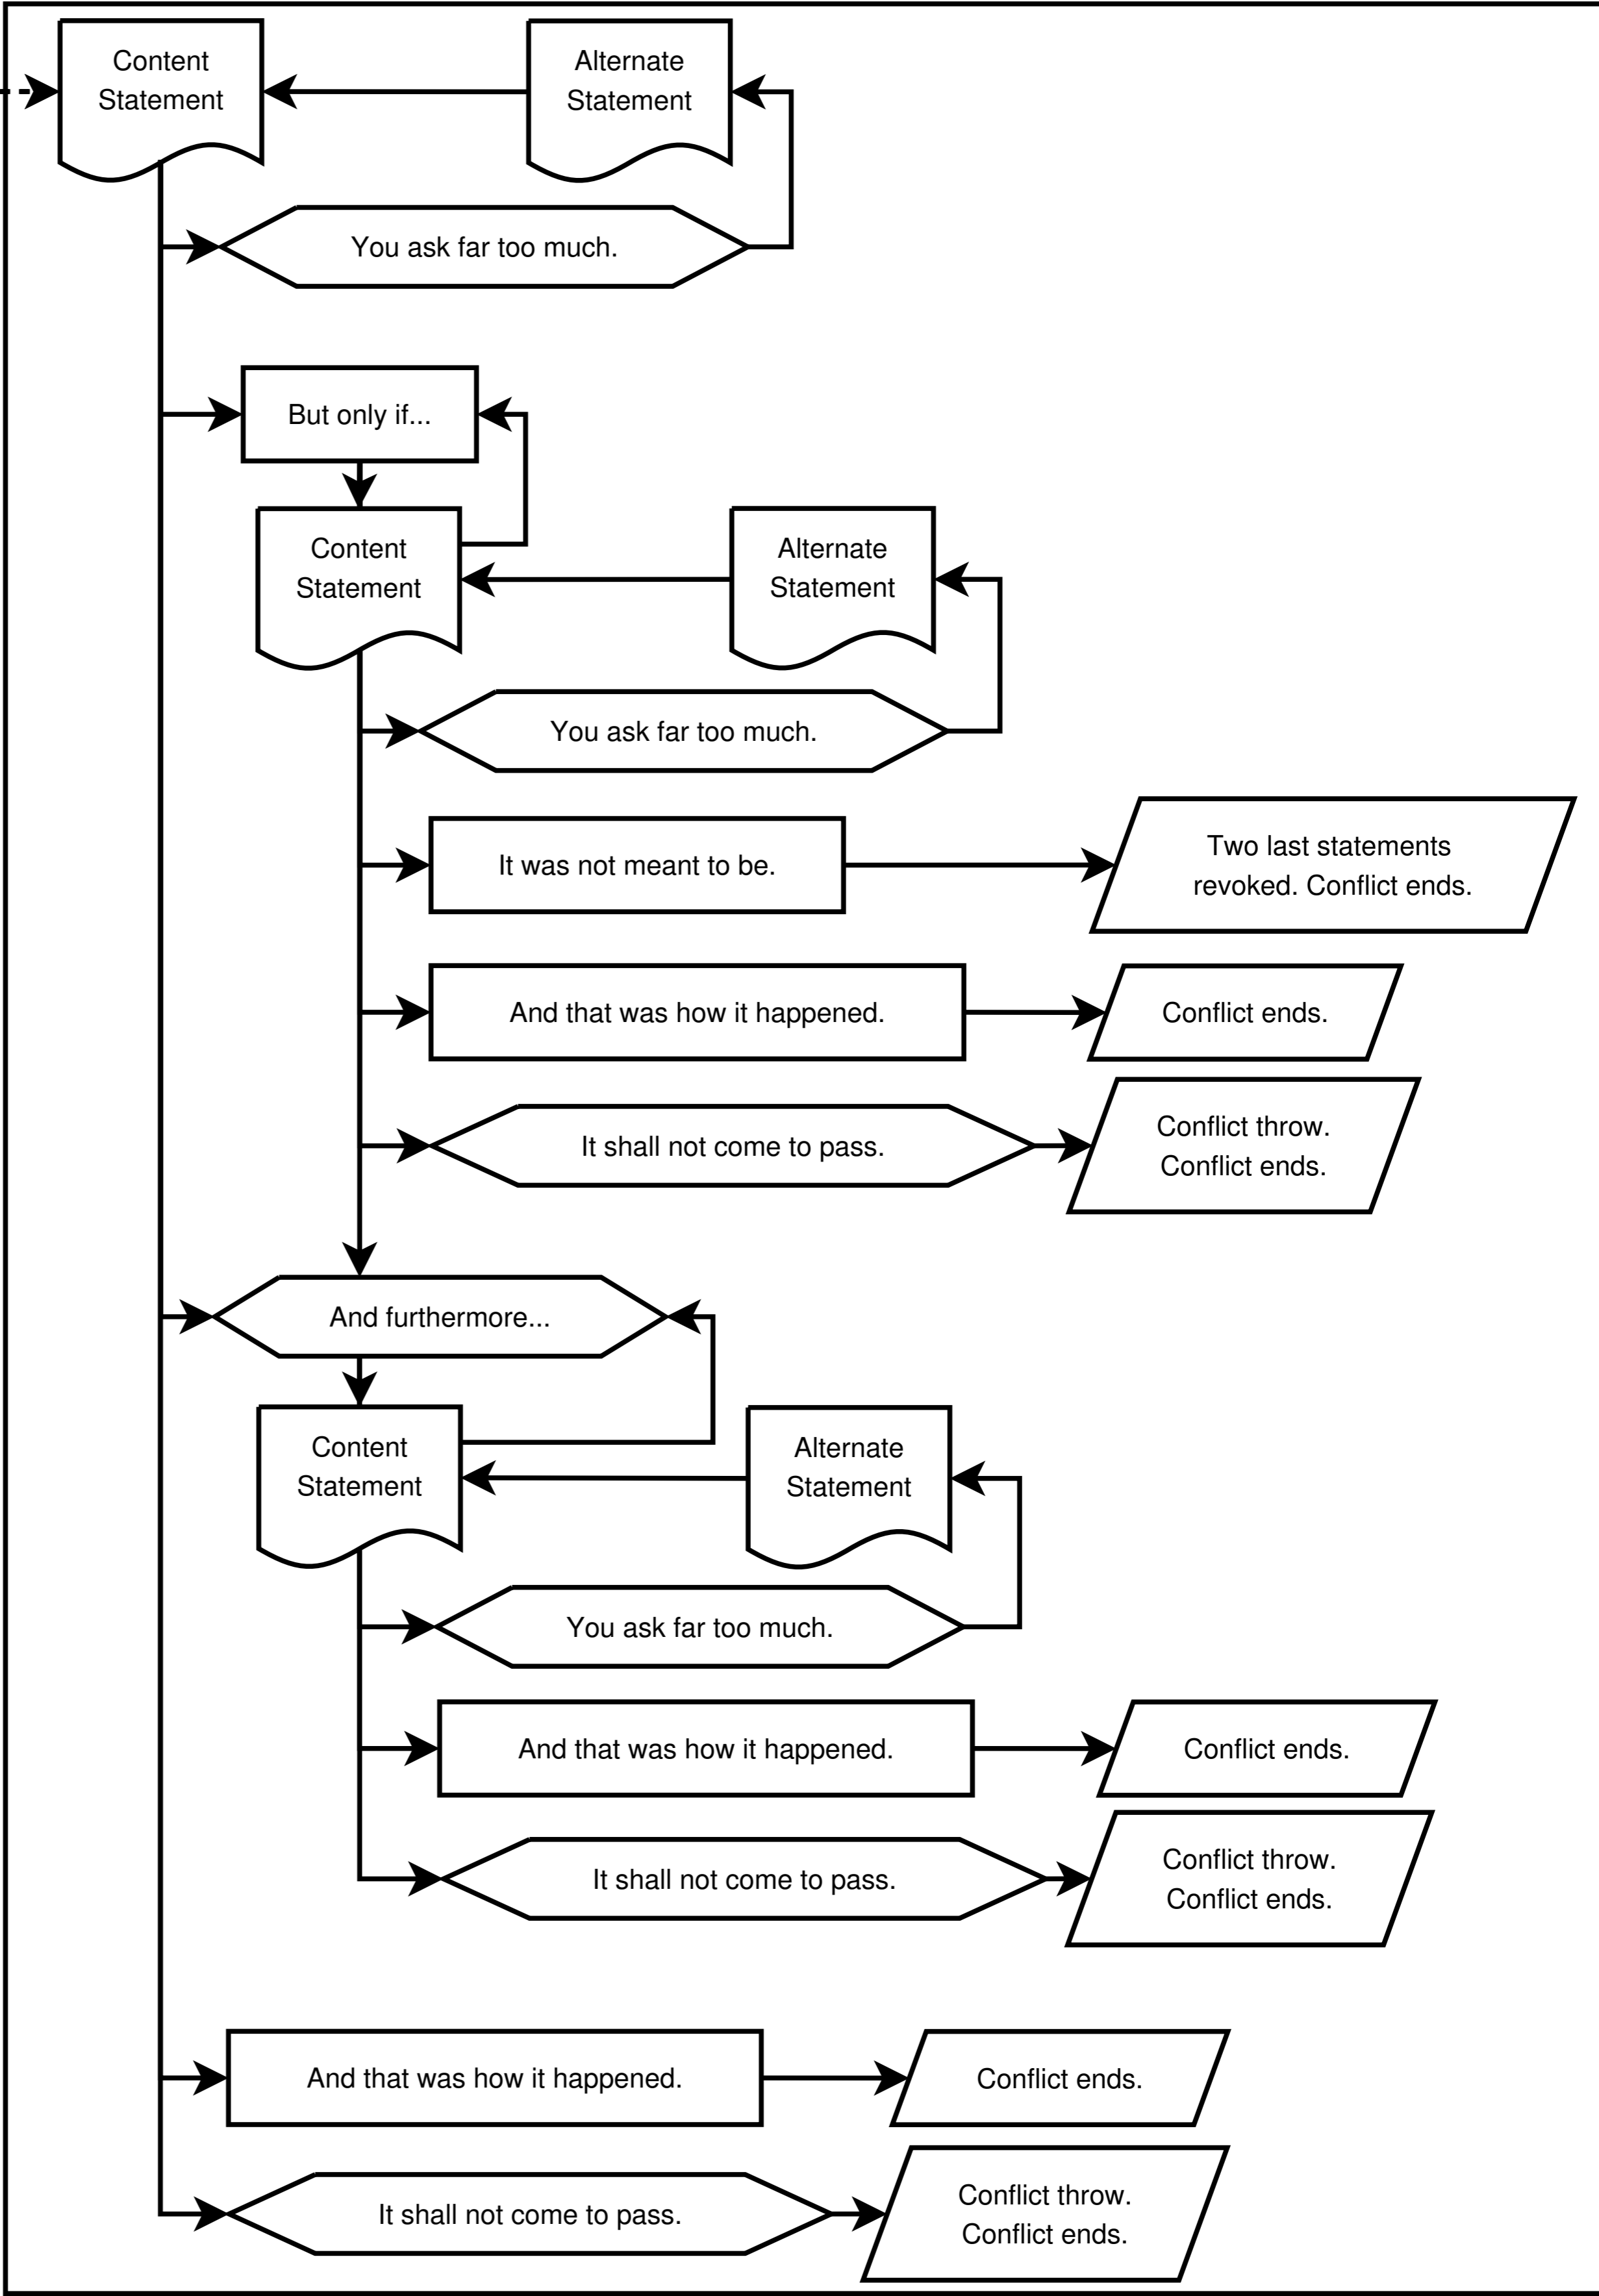 Content
Statement
Alternate
Statement
You ask far too much.
But only if...
Content
Statement
Alternate
Statement
You ask far too much.
It was not meant to be.
Two last statements
revoked. Conflict ends.
And that was how it happened.
Conflict ends.
It shall not come to pass.
Conflict throw.
Conflict ends.
And furthermore...
Content
Statement
Alternate
Statement
You ask far too much.
And that was how it happened.
Conflict ends.
It shall not come to pass.
Conflict throw.
Conflict ends.
And that was how it happened.
Conflict ends.
It shall not come to pass.
Conflict throw.
Conflict ends.